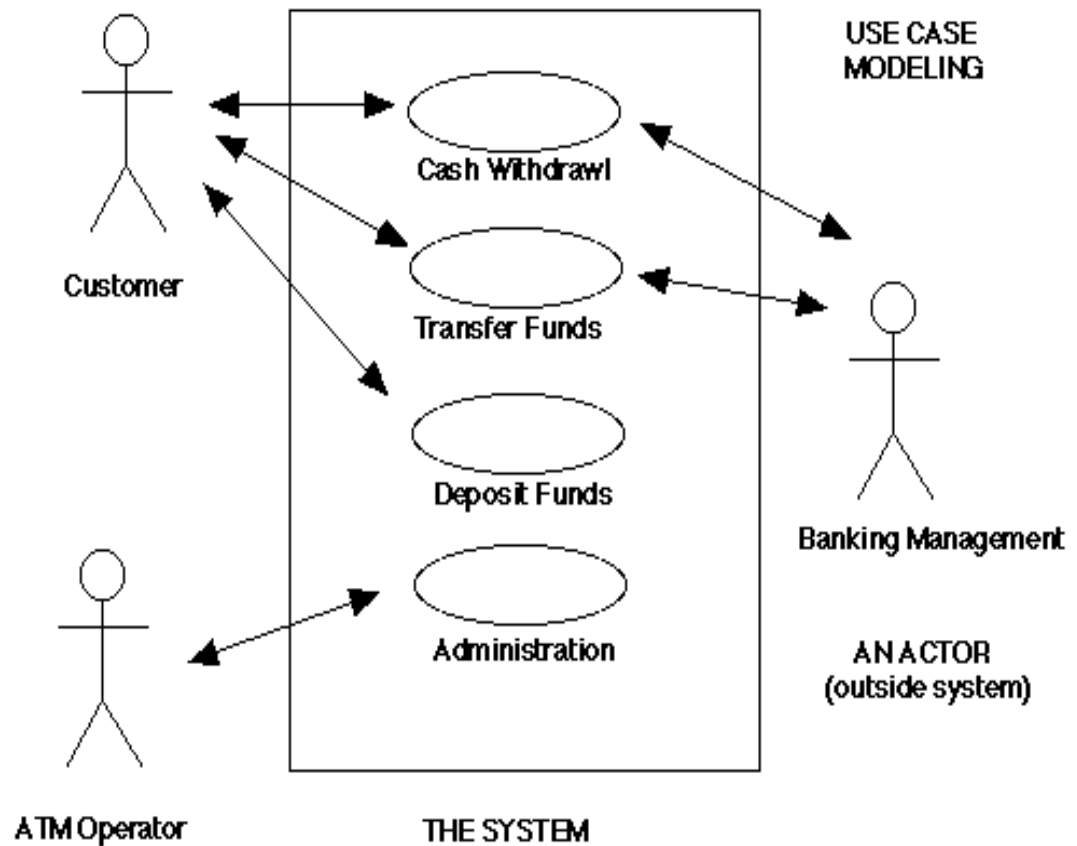 USE CASE
MODELING
Cash Withdrawl
Customer
Transfer Funds
Deposit Funds
Banking Management
Administration
AN ACTOR
(outside system)
ATM Operator
THE SYSTEM